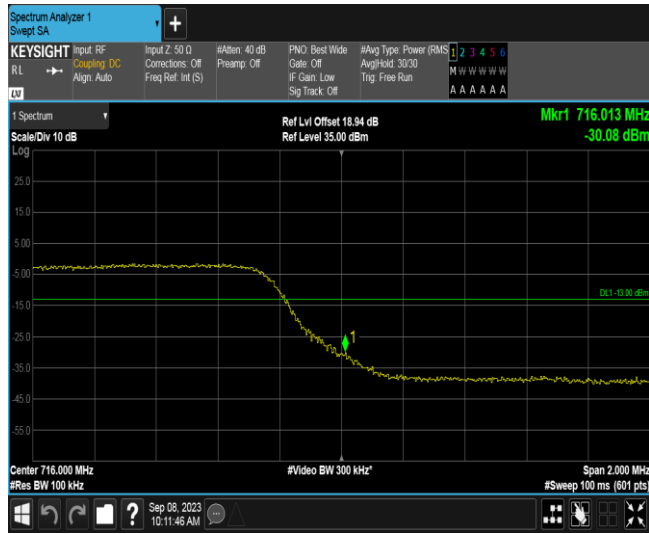 Spectrum Analyzer 1
Swept SA
+
KEYSIGHT
RL
LXI
Input: RF
Coupling: DC
Align: Auto
Input Z: 50 Ω
Corrections: Off
Freq Ref: Int (S)
#Atten: 40 dB
Preamp: Off
PNO: Best Wide
Gate: Off
IF Gain: Low
Sig Track: Off
#Avg Type: Power (RMS
Avg|Hold: 30/30
Trig: Free Run
1 2 3 4 5 6
M W W W W W
A A A A A A
1 Spectrum
Scale/Div 10 dB
Ref Lvl Offset 18.94 dB
Ref Level 35.00 dBm
Mkr1 716.013 MHz
-30.08 dBm
Log
25.0
15.0
5.00
-5.00
DL1 -13.00 dBm
-15.0
-25.0
1
-35.0
-45.0
-55.0
Center 716.000 MHz
#Video BW 300 kHz*
Span 2.000 MHz
#Res BW 100 kHz
#Sweep 100 ms (601 pts)
?
Sep 08, 2023
10:11:46 AM